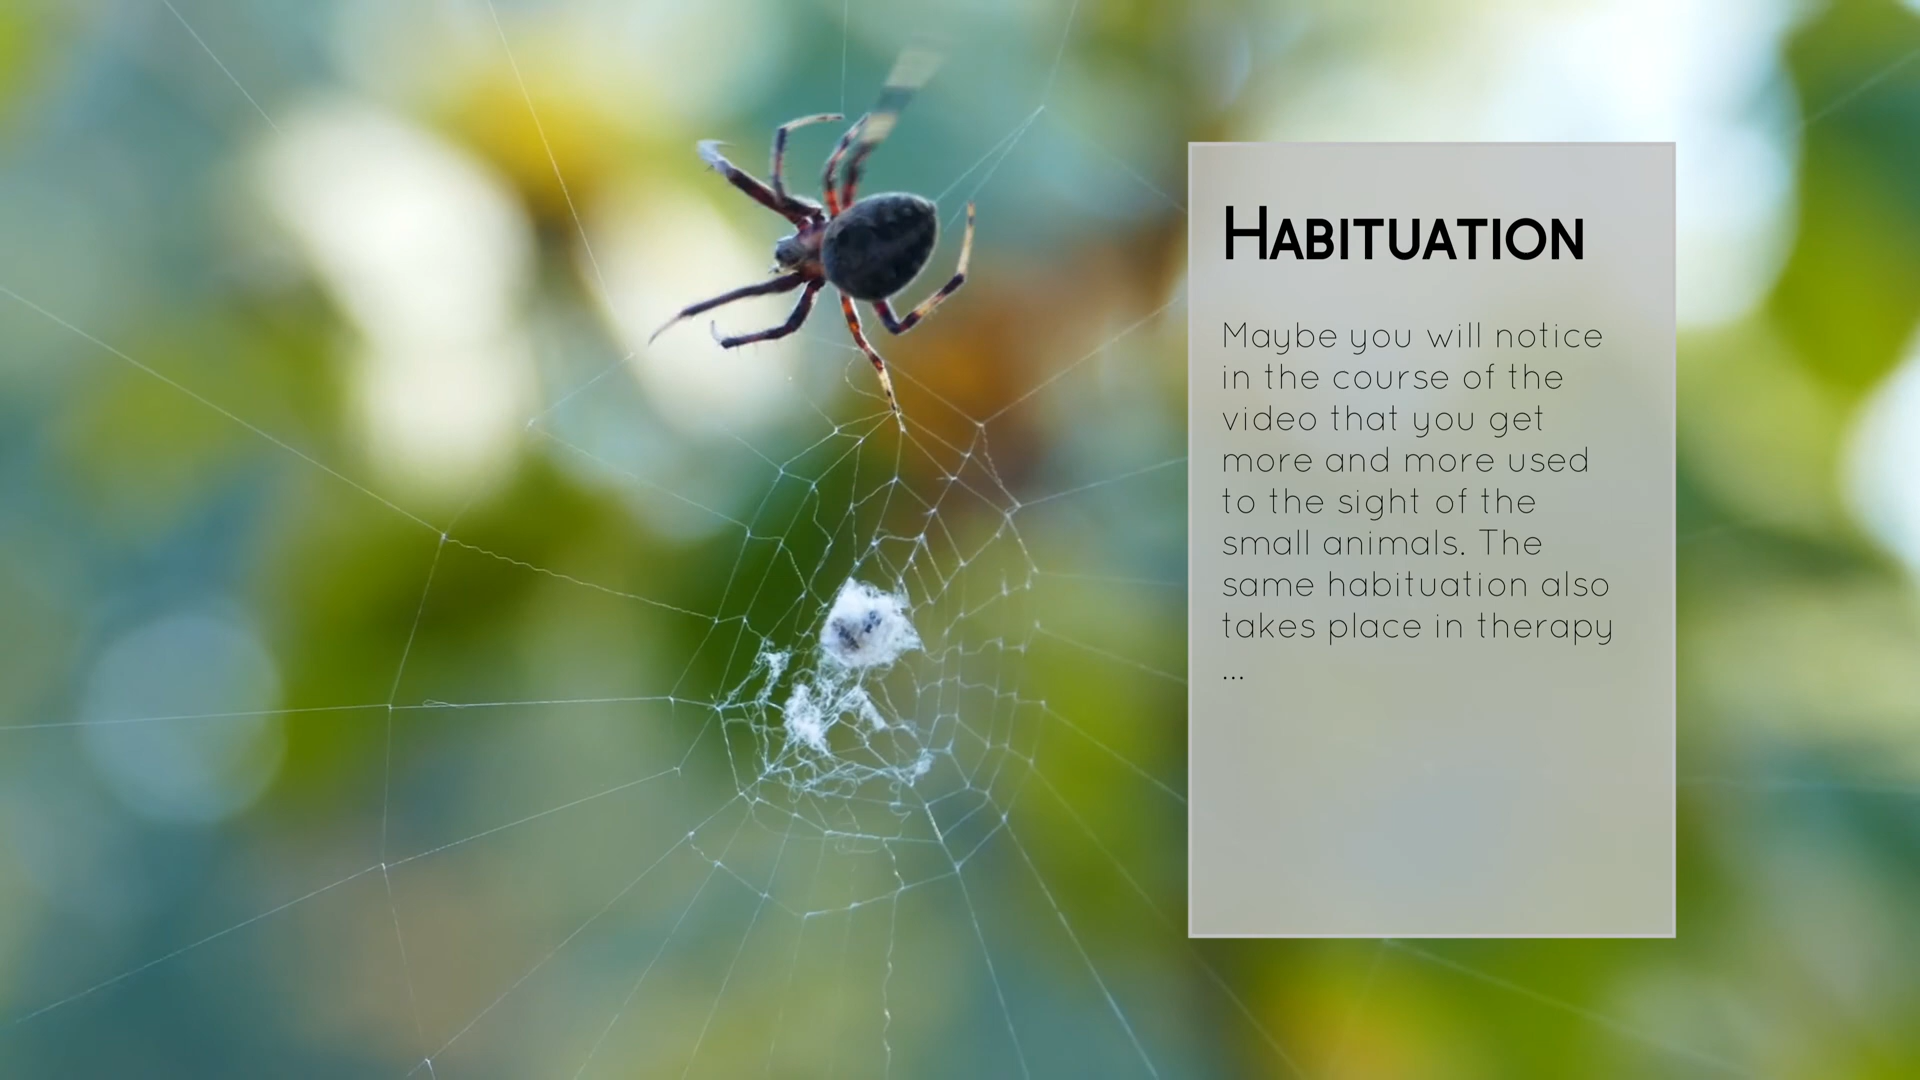 Habituation
Maybe you will notice
in the course of the
video that you get
more and more used
to the sight of the
small animals. The
same habituation also
takes place in therapy
...